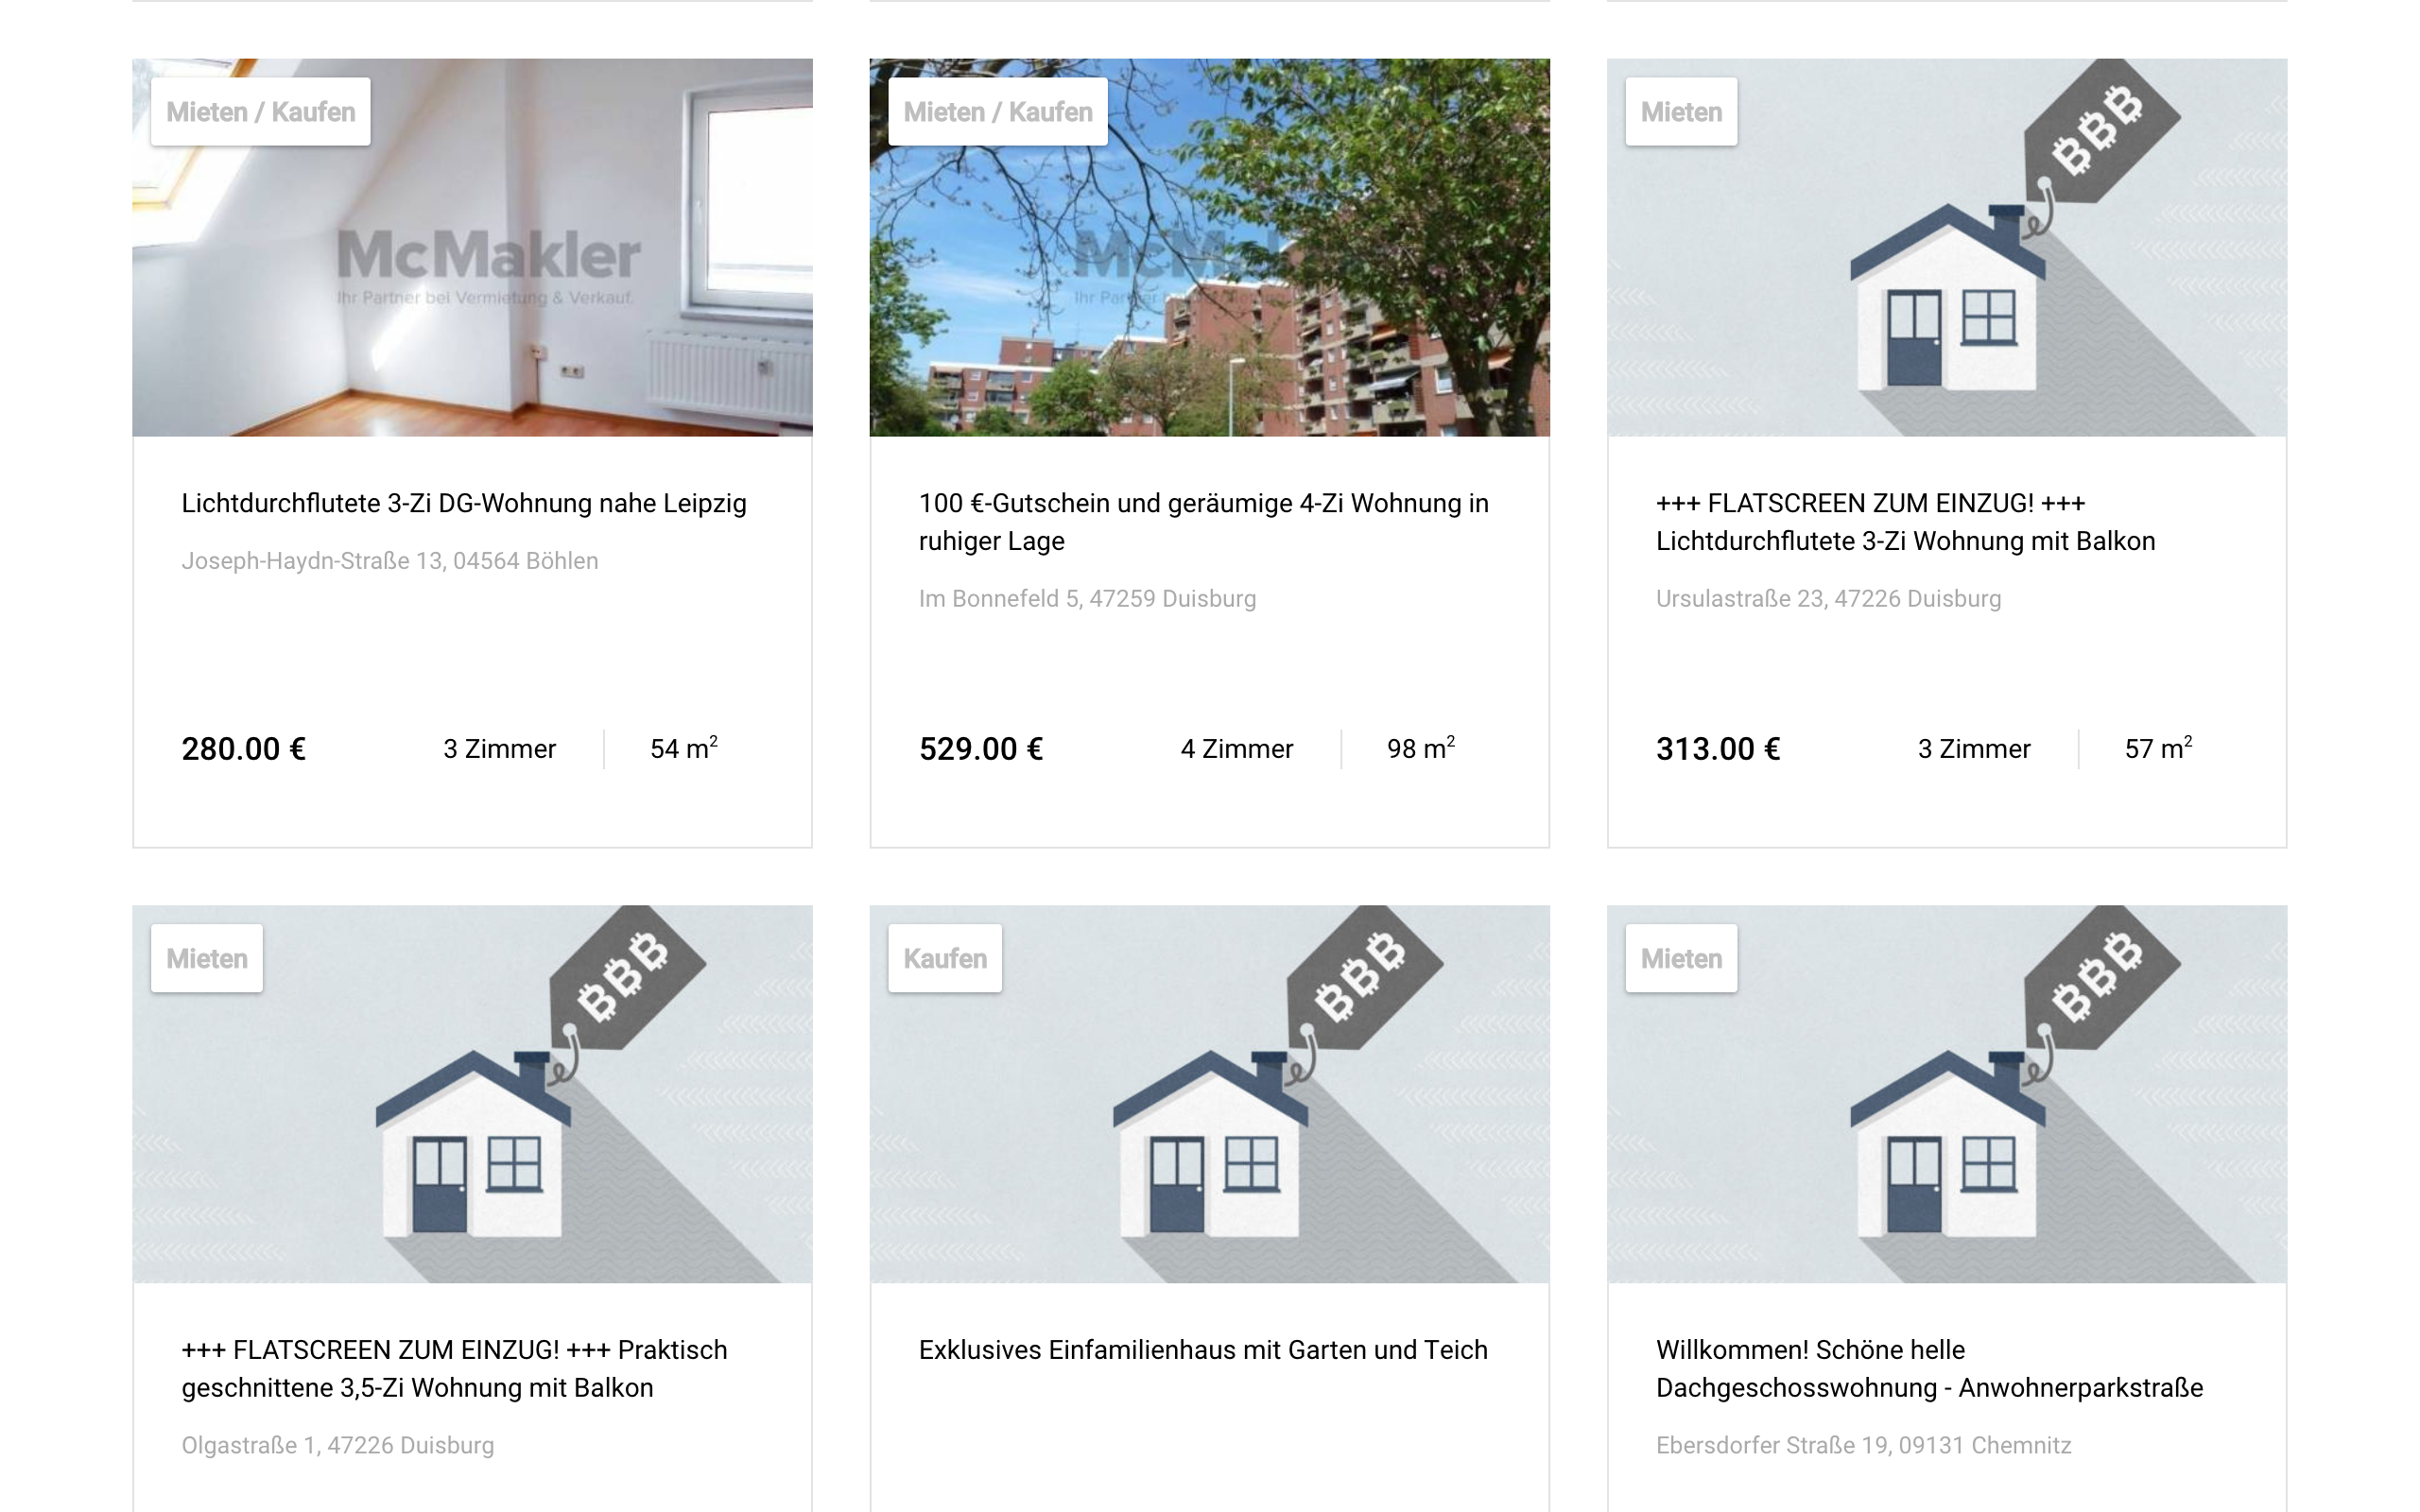 Mieten / Kaufen
McMakler
Ihr Partner bei Vermietung & Verkauf.
Lichtdurchflutete 3-Zi DG-Wohnung nahe Leipzig
Joseph-Haydn-Straße 13, 04564 Böhlen
280.00 €
3 Zimmer
54 m²
Mieten / Kaufen
McM
Ihr Partner
100 €-Gutschein und geräumige 4-Zi Wohnung in
ruhiger Lage
Im Bonnefeld 5, 47259 Duisburg
529.00 €
4 Zimmer
98 m²
Mieten
₿₿₿
+++ FLATSCREEN ZUM EINZUG! +++
Lichtdurchflutete 3-Zi Wohnung mit Balkon
Ursulastraße 23, 47226 Duisburg
313.00 €
3 Zimmer
57 m²
Mieten
₿₿₿
+++ FLATSCREEN ZUM EINZUG! +++ Praktisch
geschnittene 3,5-Zi Wohnung mit Balkon
Olgastraße 1, 47226 Duisburg
Kaufen
₿₿₿
Exklusives Einfamilienhaus mit Garten und Teich
Mieten
₿₿₿
Willkommen! Schöne helle
Dachgeschosswohnung - Anwohnerparkstraße
Ebersdorfer Straße 19, 09131 Chemnitz